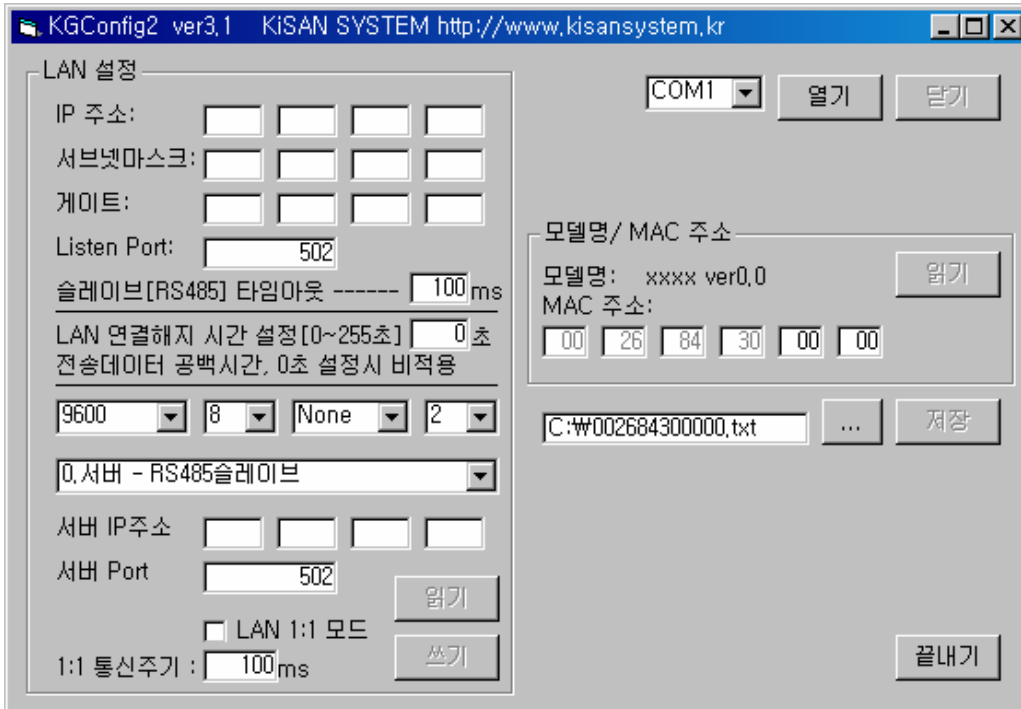 KGConfig2 ver3.1 KiSAN SYSTEM http://www.kisansystem.kr
LAN 설정
IP 주소:
서브넷마스크:
게이트:
Listen Port: 502
슬레이브[RS485] 타임아웃 ------ 100 ms
LAN 연결해지 시간 설정[0~255초] 0 초
전송데이터 공백시간, 0초 설정시 비적용
9600 8 None 2
0.서버 - RS485슬레이브
서버 IP주소
서버 Port 502
읽기
LAN 1:1 모드
1:1 통신주기 : 100 ms
쓰기
COM1 열기 닫기
모델명/ MAC 주소
모델명: xxxx ver0.0
읽기
MAC 주소:
00 26 84 30 00 00
C:₩002684300000.txt ... 저장
끝내기